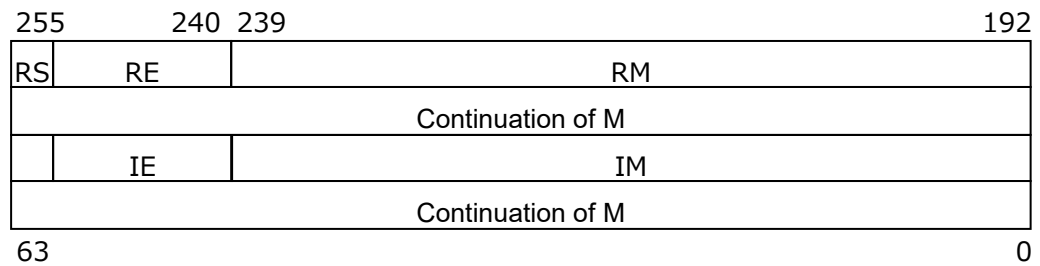 255 240 239 192
RS RE RM
Continuation of M
IE IM
Continuation of M
63 0